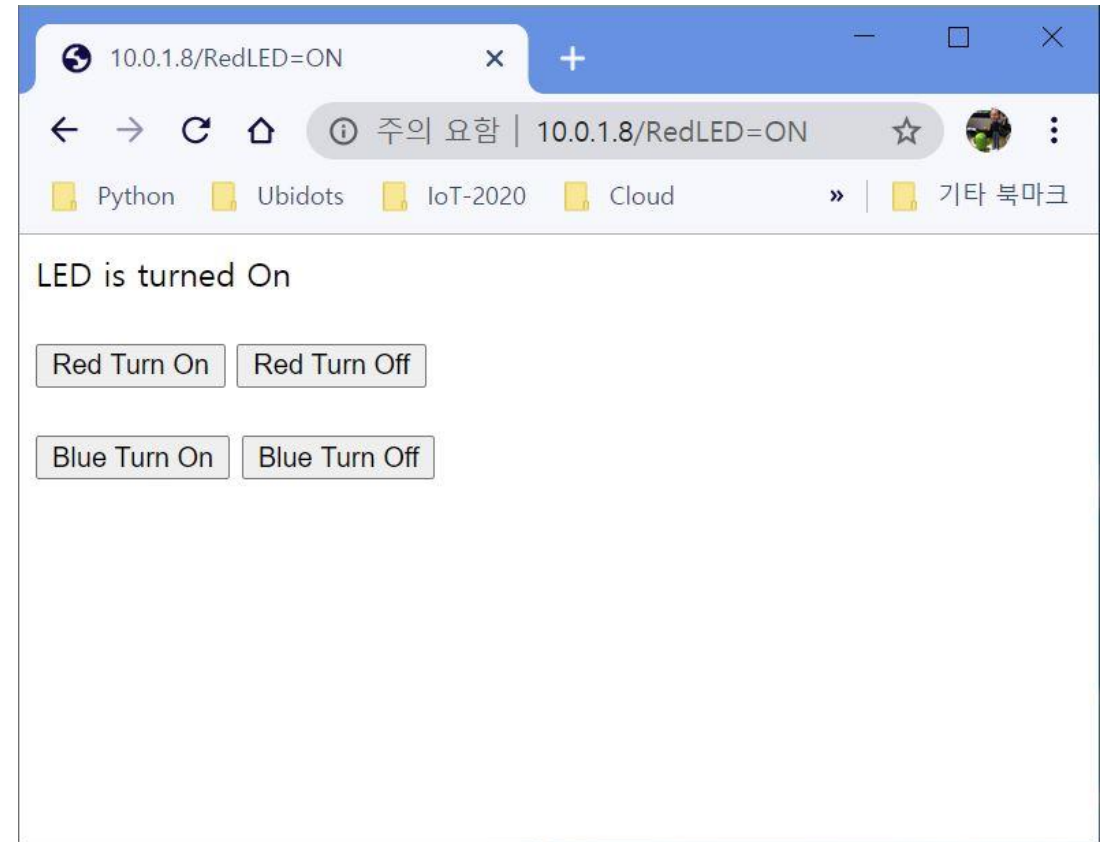 10.0.1.8/RedLED=ON
주의 요함 | 10.0.1.8/RedLED=ON
Python Ubidots IoT-2020 Cloud » 기타 북마크
LED is turned On
Red Turn On Red Turn Off
Blue Turn On Blue Turn Off